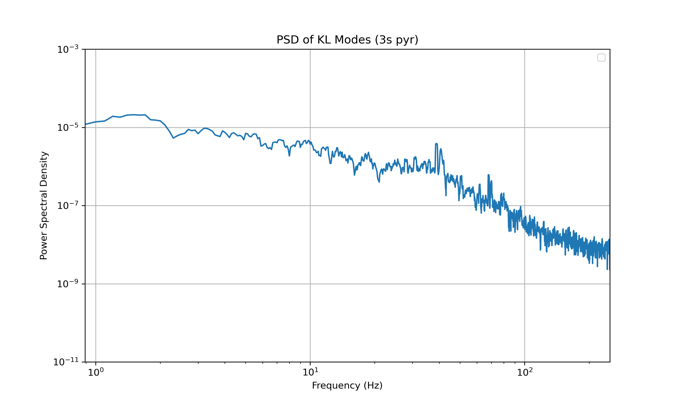 PSD of KL Modes (3s pyr)
10⁻³
10⁻⁵
10⁻⁷
10⁻⁹
10⁻¹¹
Power Spectral Density
10⁰ 10¹ 10²
Frequency (Hz)